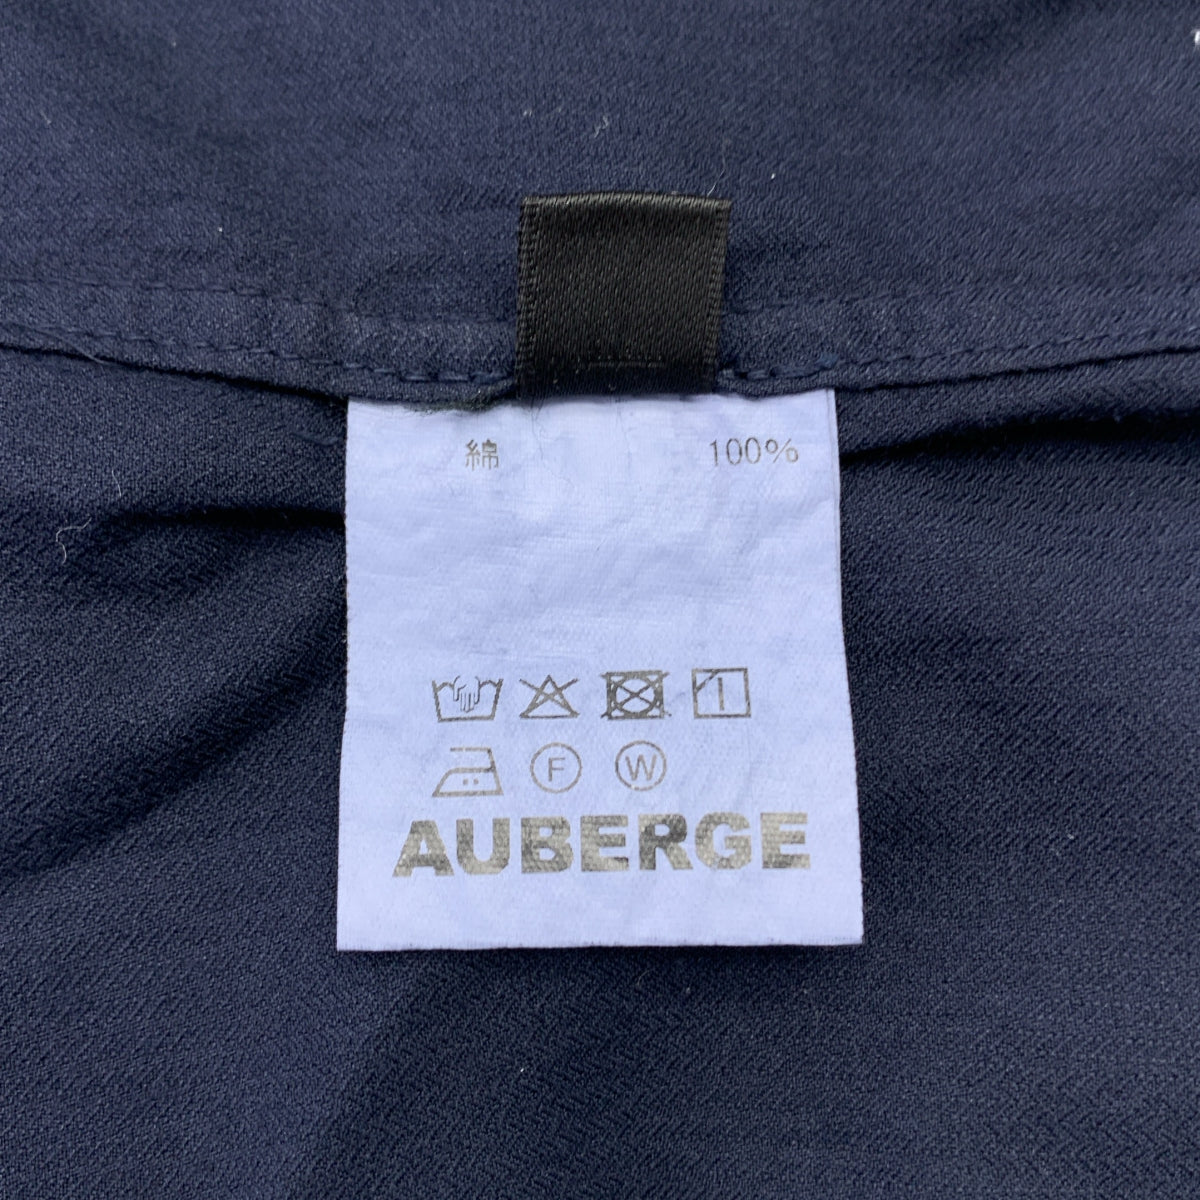 綿 100%
F W
AUBERGE